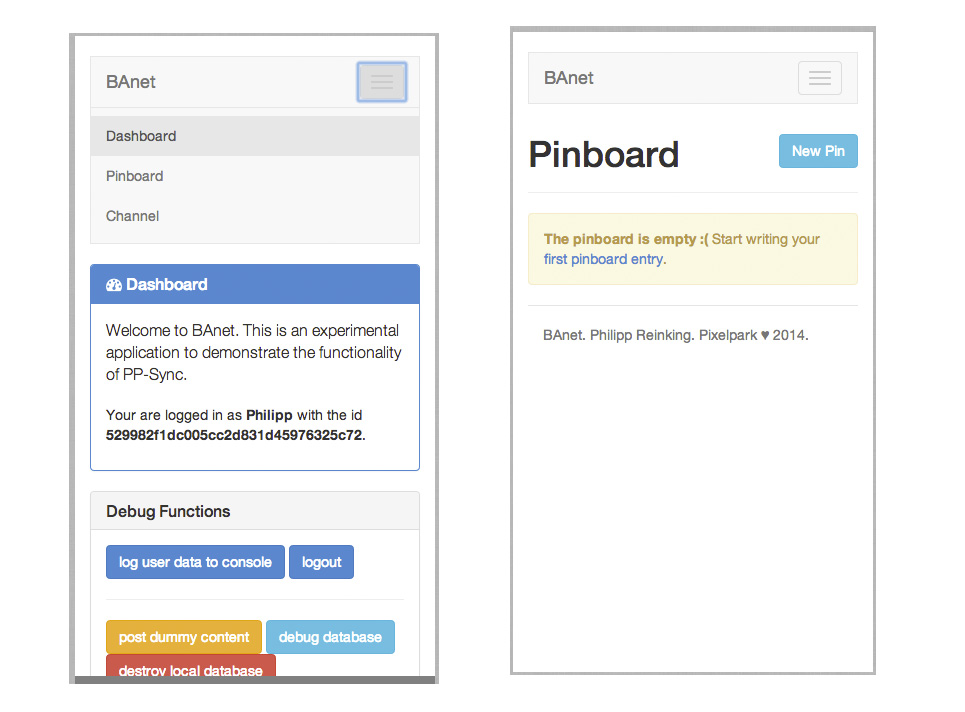 BAnet
Dashboard
Pinboard
Channel
Dashboard
Welcome to BAnet. This is an experimental
application to demonstrate the functionality
of PP-Sync.
Your are logged in as Philipp with the id
529982f1dc005cc2d831d45976325c72.
Debug Functions
log user data to console logout
post dummy content debug database
destroy local database
BAnet
Pinboard New Pin
The pinboard is empty :( Start writing your
first pinboard entry.
BAnet. Philipp Reinking. Pixelpark ♥ 2014.